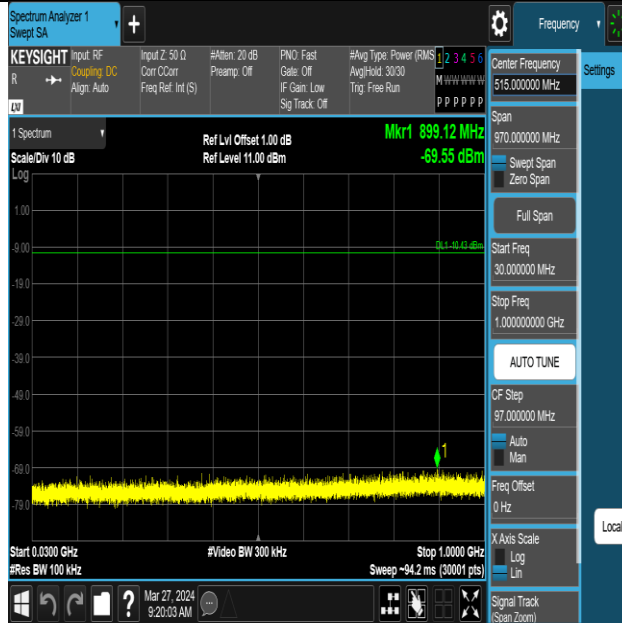 Spectrum Analyzer 1
Swept SA
+
Frequency
Settings
KEYSIGHT
R
LXI
Input: RF
Coupling: DC
Align: Auto
Input Z: 50 Ω
Corr CCorr
Freq Ref: Int (S)
#Atten: 20 dB
Preamp: Off
PNO: Fast
Gate: Off
IF Gain: Low
Sig Track: Off
#Avg Type: Power (RMS
Avg|Hold: 30/30
Trig: Free Run
1 2 3 4 5 6
M W W W W W
P P P P P P
1 Spectrum
Scale/Div 10 dB
Log
Ref Lvl Offset 1.00 dB
Ref Level 11.00 dBm
Mkr1 899.12 MHz
-69.55 dBm
1.00
-9.00
DL1 -10.43 dBm
-19.0
-29.0
-39.0
-49.0
-59.0
1
-69.0
-79.0
Start 0.0300 GHz
#Res BW 100 kHz
#Video BW 300 kHz
Stop 1.0000 GHz
Sweep ~94.2 ms (30001 pts)
Center Frequency
515.000000 MHz
Span
970.000000 MHz
Swept Span
Zero Span
Full Span
Start Freq
30.000000 MHz
Stop Freq
1.000000000 GHz
AUTO TUNE
CF Step
97.000000 MHz
Auto
Man
Freq Offset
0 Hz
X Axis Scale
Log
Lin
Signal Track
(Span Zoom)
Local
?
Mar 27, 2024
9:20:03 AM